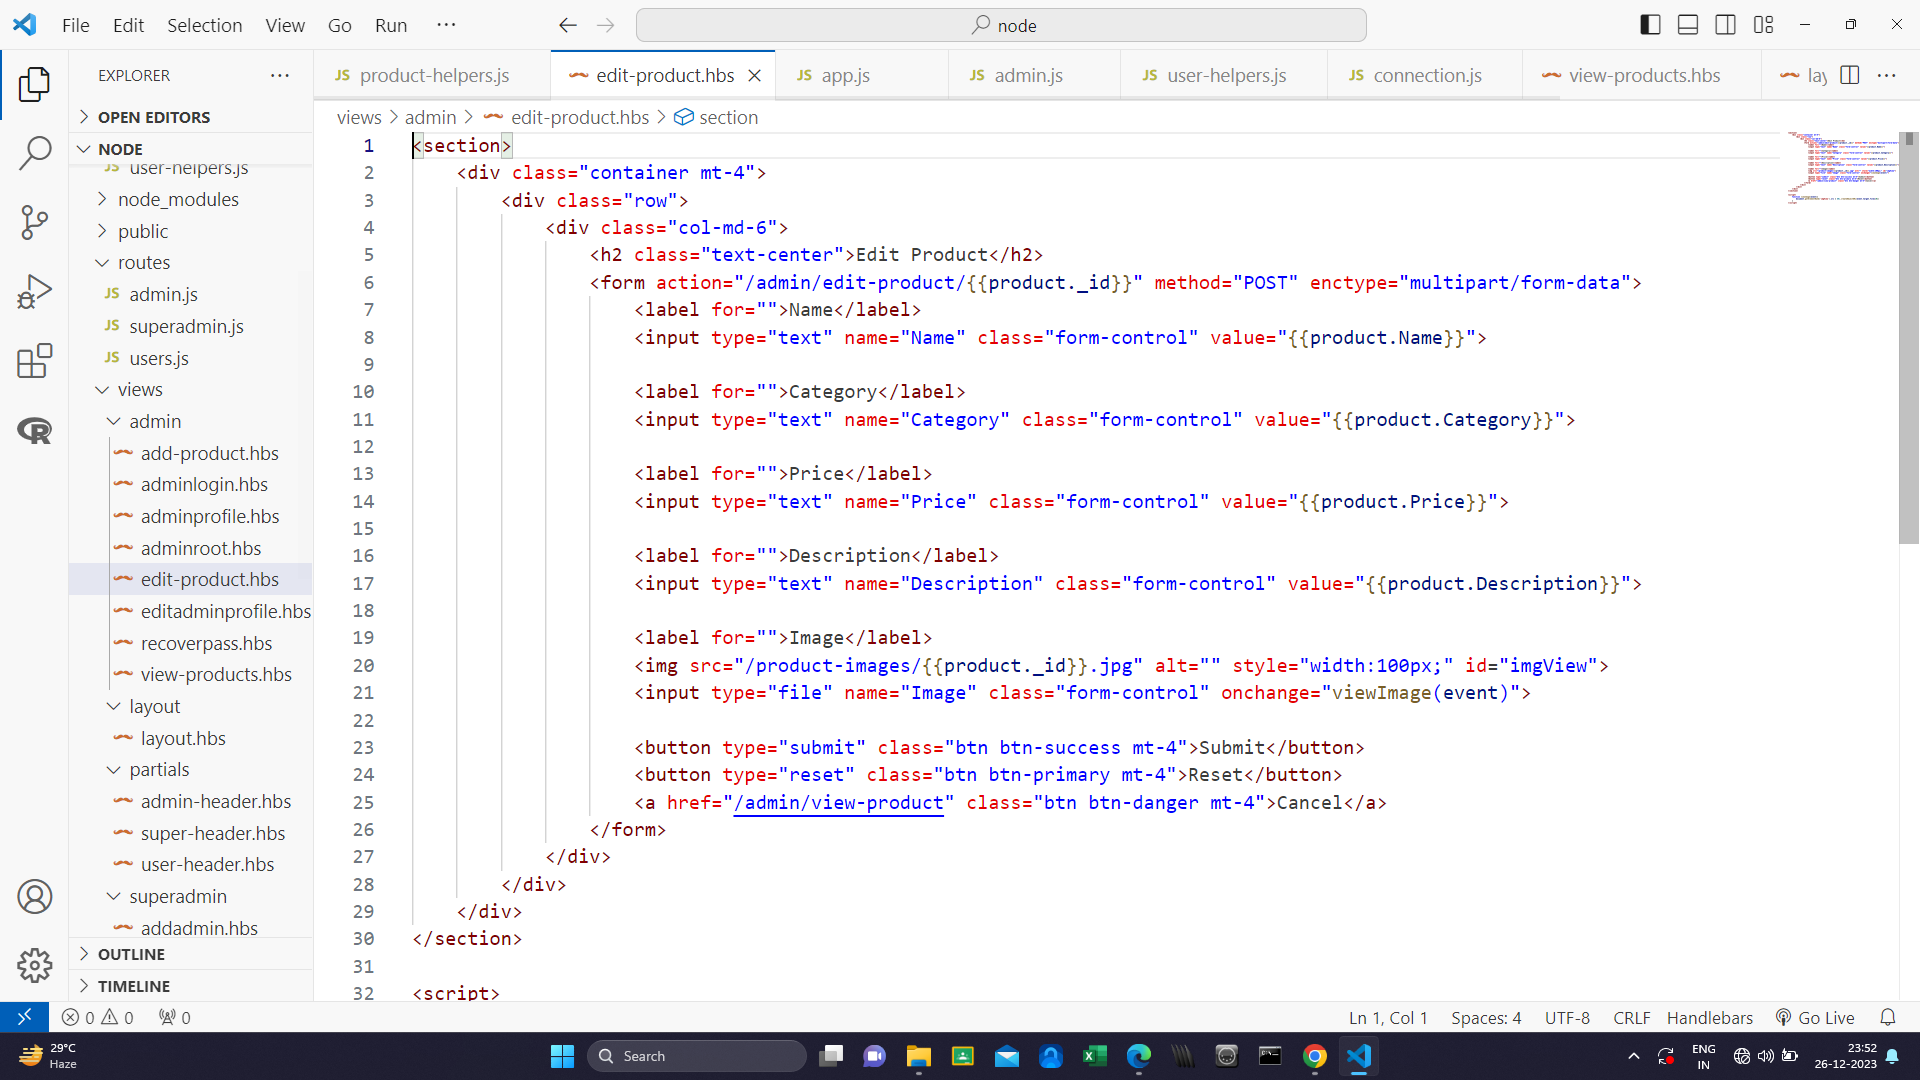 File Edit Selection View Go Run ···
node
EXPLORER ···
JS product-helpers.js
edit-product.hbs
JS app.js
JS admin.js
JS user-helpers.js
JS connection.js
view-products.hbs
lay
···
OPEN EDITORS
NODE
JS user-helpers.js
node_modules
public
routes
JS admin.js
JS superadmin.js
JS users.js
views
admin
add-product.hbs
adminlogin.hbs
adminprofile.hbs
adminroot.hbs
edit-product.hbs
editadminprofile.hbs
recoverpass.hbs
view-products.hbs
layout
layout.hbs
partials
admin-header.hbs
super-header.hbs
user-header.hbs
superadmin
addadmin.hbs
OUTLINE
TIMELINE
views > admin > edit-product.hbs > section
1 <section>
2 <div class="container mt-4">
3 <div class="row">
4 <div class="col-md-6">
5 <h2 class="text-center">Edit Product</h2>
6 <form action="/admin/edit-product/{{product._id}}" method="POST" enctype="multipart/form-data">
7 <label for="">Name</label>
8 <input type="text" name="Name" class="form-control" value="{{product.Name}}">
9
10 <label for="">Category</label>
11 <input type="text" name="Category" class="form-control" value="{{product.Category}}">
12
13 <label for="">Price</label>
14 <input type="text" name="Price" class="form-control" value="{{product.Price}}">
15
16 <label for="">Description</label>
17 <input type="text" name="Description" class="form-control" value="{{product.Description}}">
18
19 <label for="">Image</label>
20 <img src="/product-images/{{product._id}}.jpg" alt="" style="width:100px;" id="imgView">
21 <input type="file" name="Image" class="form-control" onchange="viewImage(event)">
22
23 <button type="submit" class="btn btn-success mt-4">Submit</button>
24 <button type="reset" class="btn btn-primary mt-4">Reset</button>
25 <a href="/admin/view-product" class="btn btn-danger mt-4">Cancel</a>
26 </form>
27 </div>
28 </div>
29 </div>
30 </section>
31
32 <script>
0 0 0
Ln 1, Col 1 Spaces: 4 UTF-8 CRLF Handlebars Go Live
29°C
Haze
Search
ENG
IN
23:52
26-12-2023